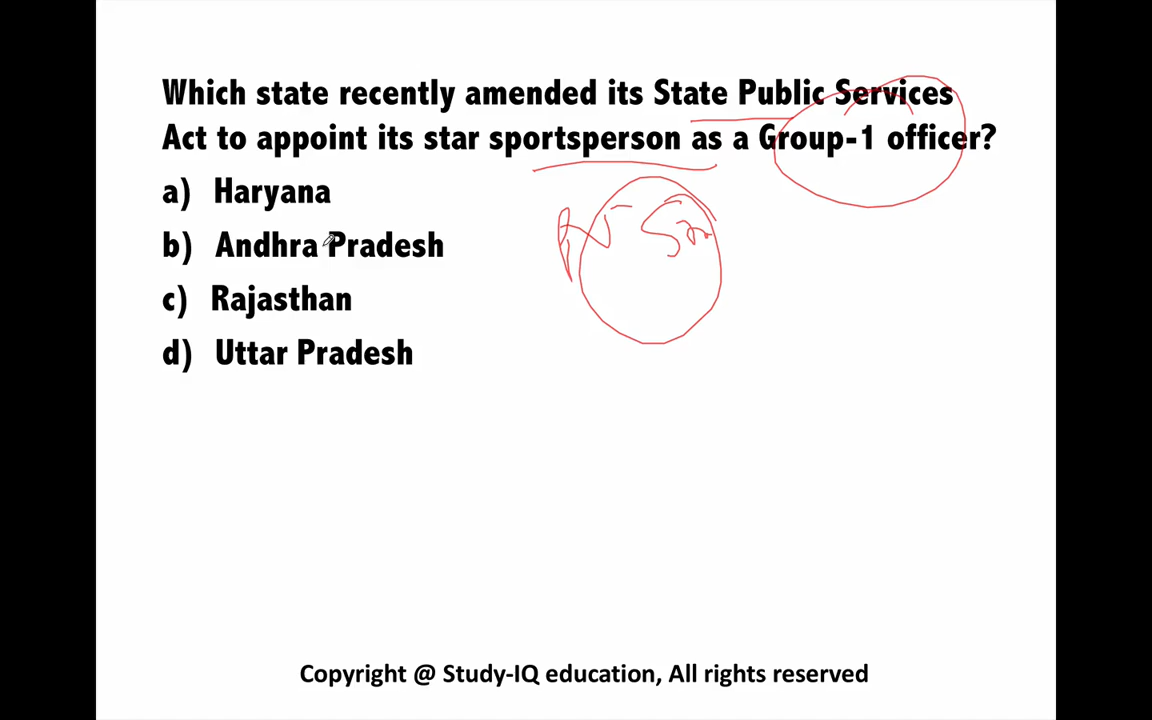 Which state recently amended its State Public Services
Act to appoint its star sportsperson as a Group-1 officer?
a) Haryana
b) Andhra Pradesh
c) Rajasthan
d) Uttar Pradesh
Copyright @ Study-IQ education, All rights reserved